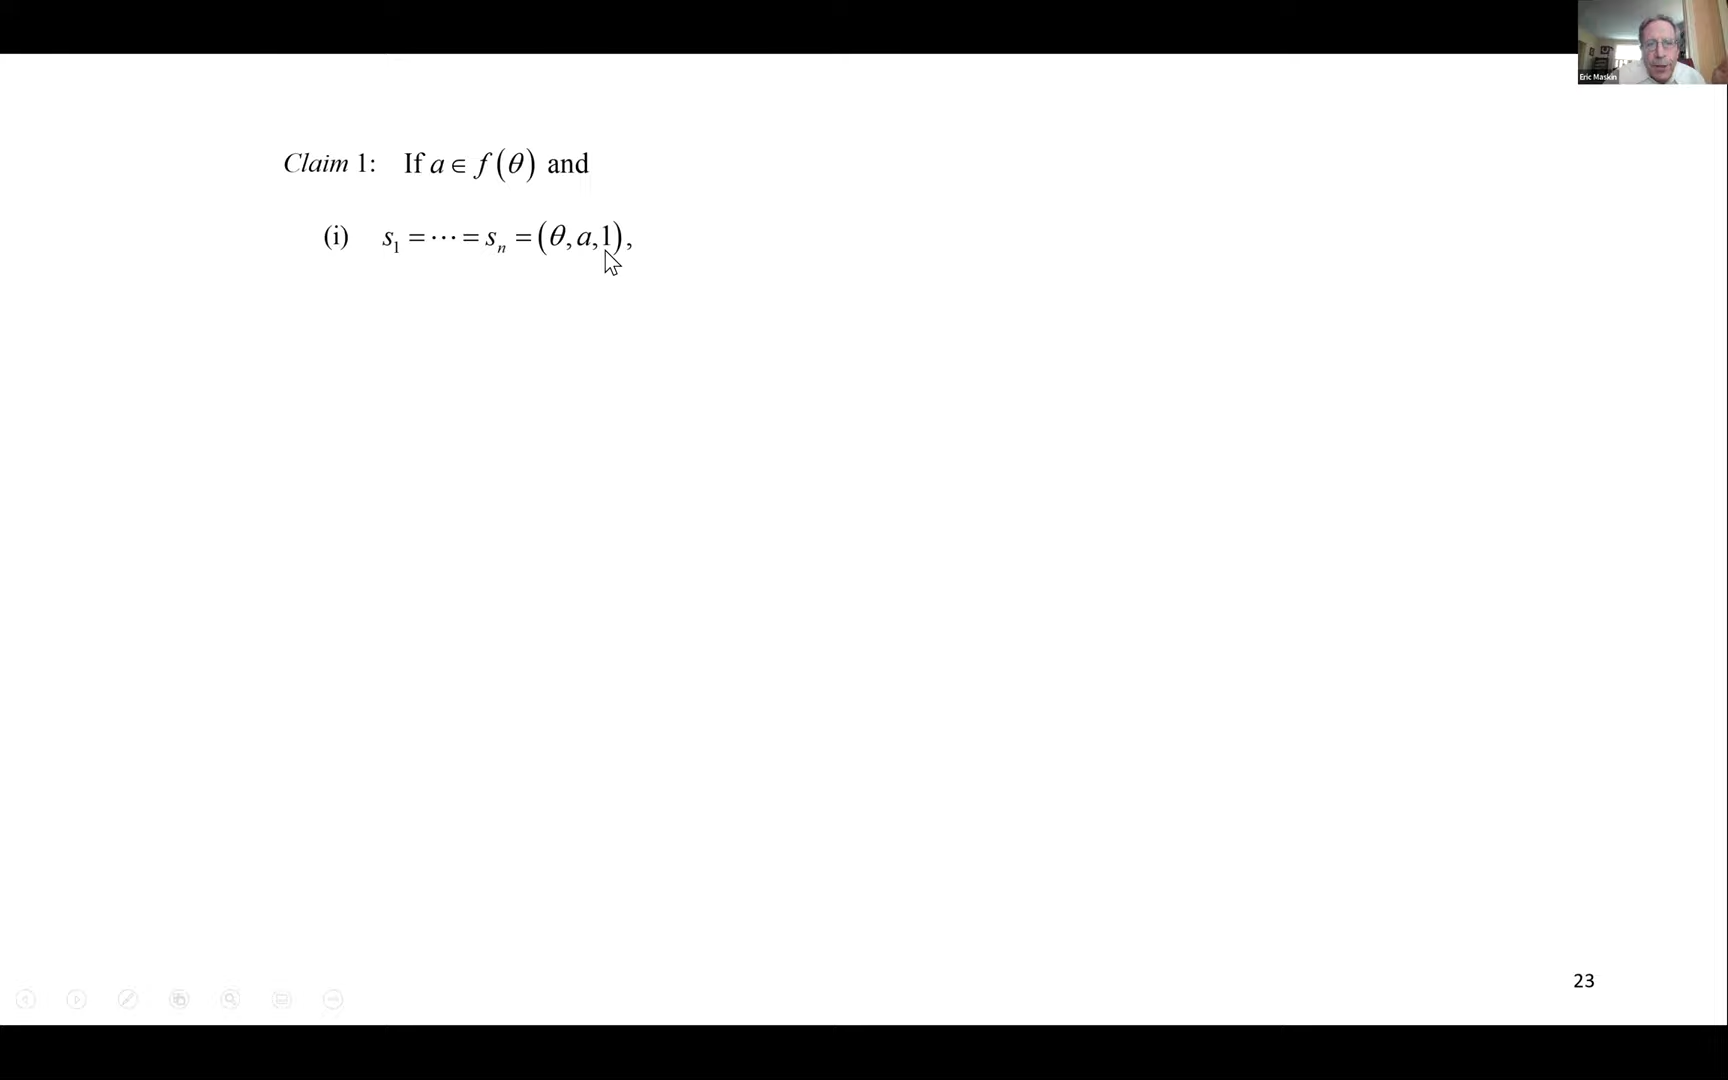 Eric Maskin
Claim 1: If a ∈ f(θ) and
(i) s₁ = ⋯ = sₙ = (θ, a, 1),
23